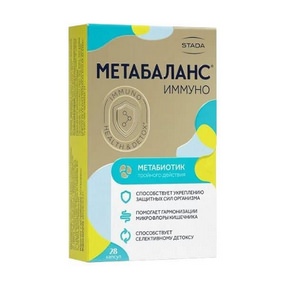 STADA
МЕТАБАЛАНС®
ИММУНО
IMMUNO
HEALTH & DETOX
МЕТАБИОТИК
тройного действия
СПОСОБСТВУЕТ УКРЕПЛЕНИЮ
ЗАЩИТНЫХ СИЛ ОРГАНИЗМА
ПОМОГАЕТ ГАРМОНИЗАЦИИ
МИКРОФЛОРЫ КИШЕЧНИКА
СПОСОБСТВУЕТ
СЕЛЕКТИВНОМУ ДЕТОКСУ
28
капсул